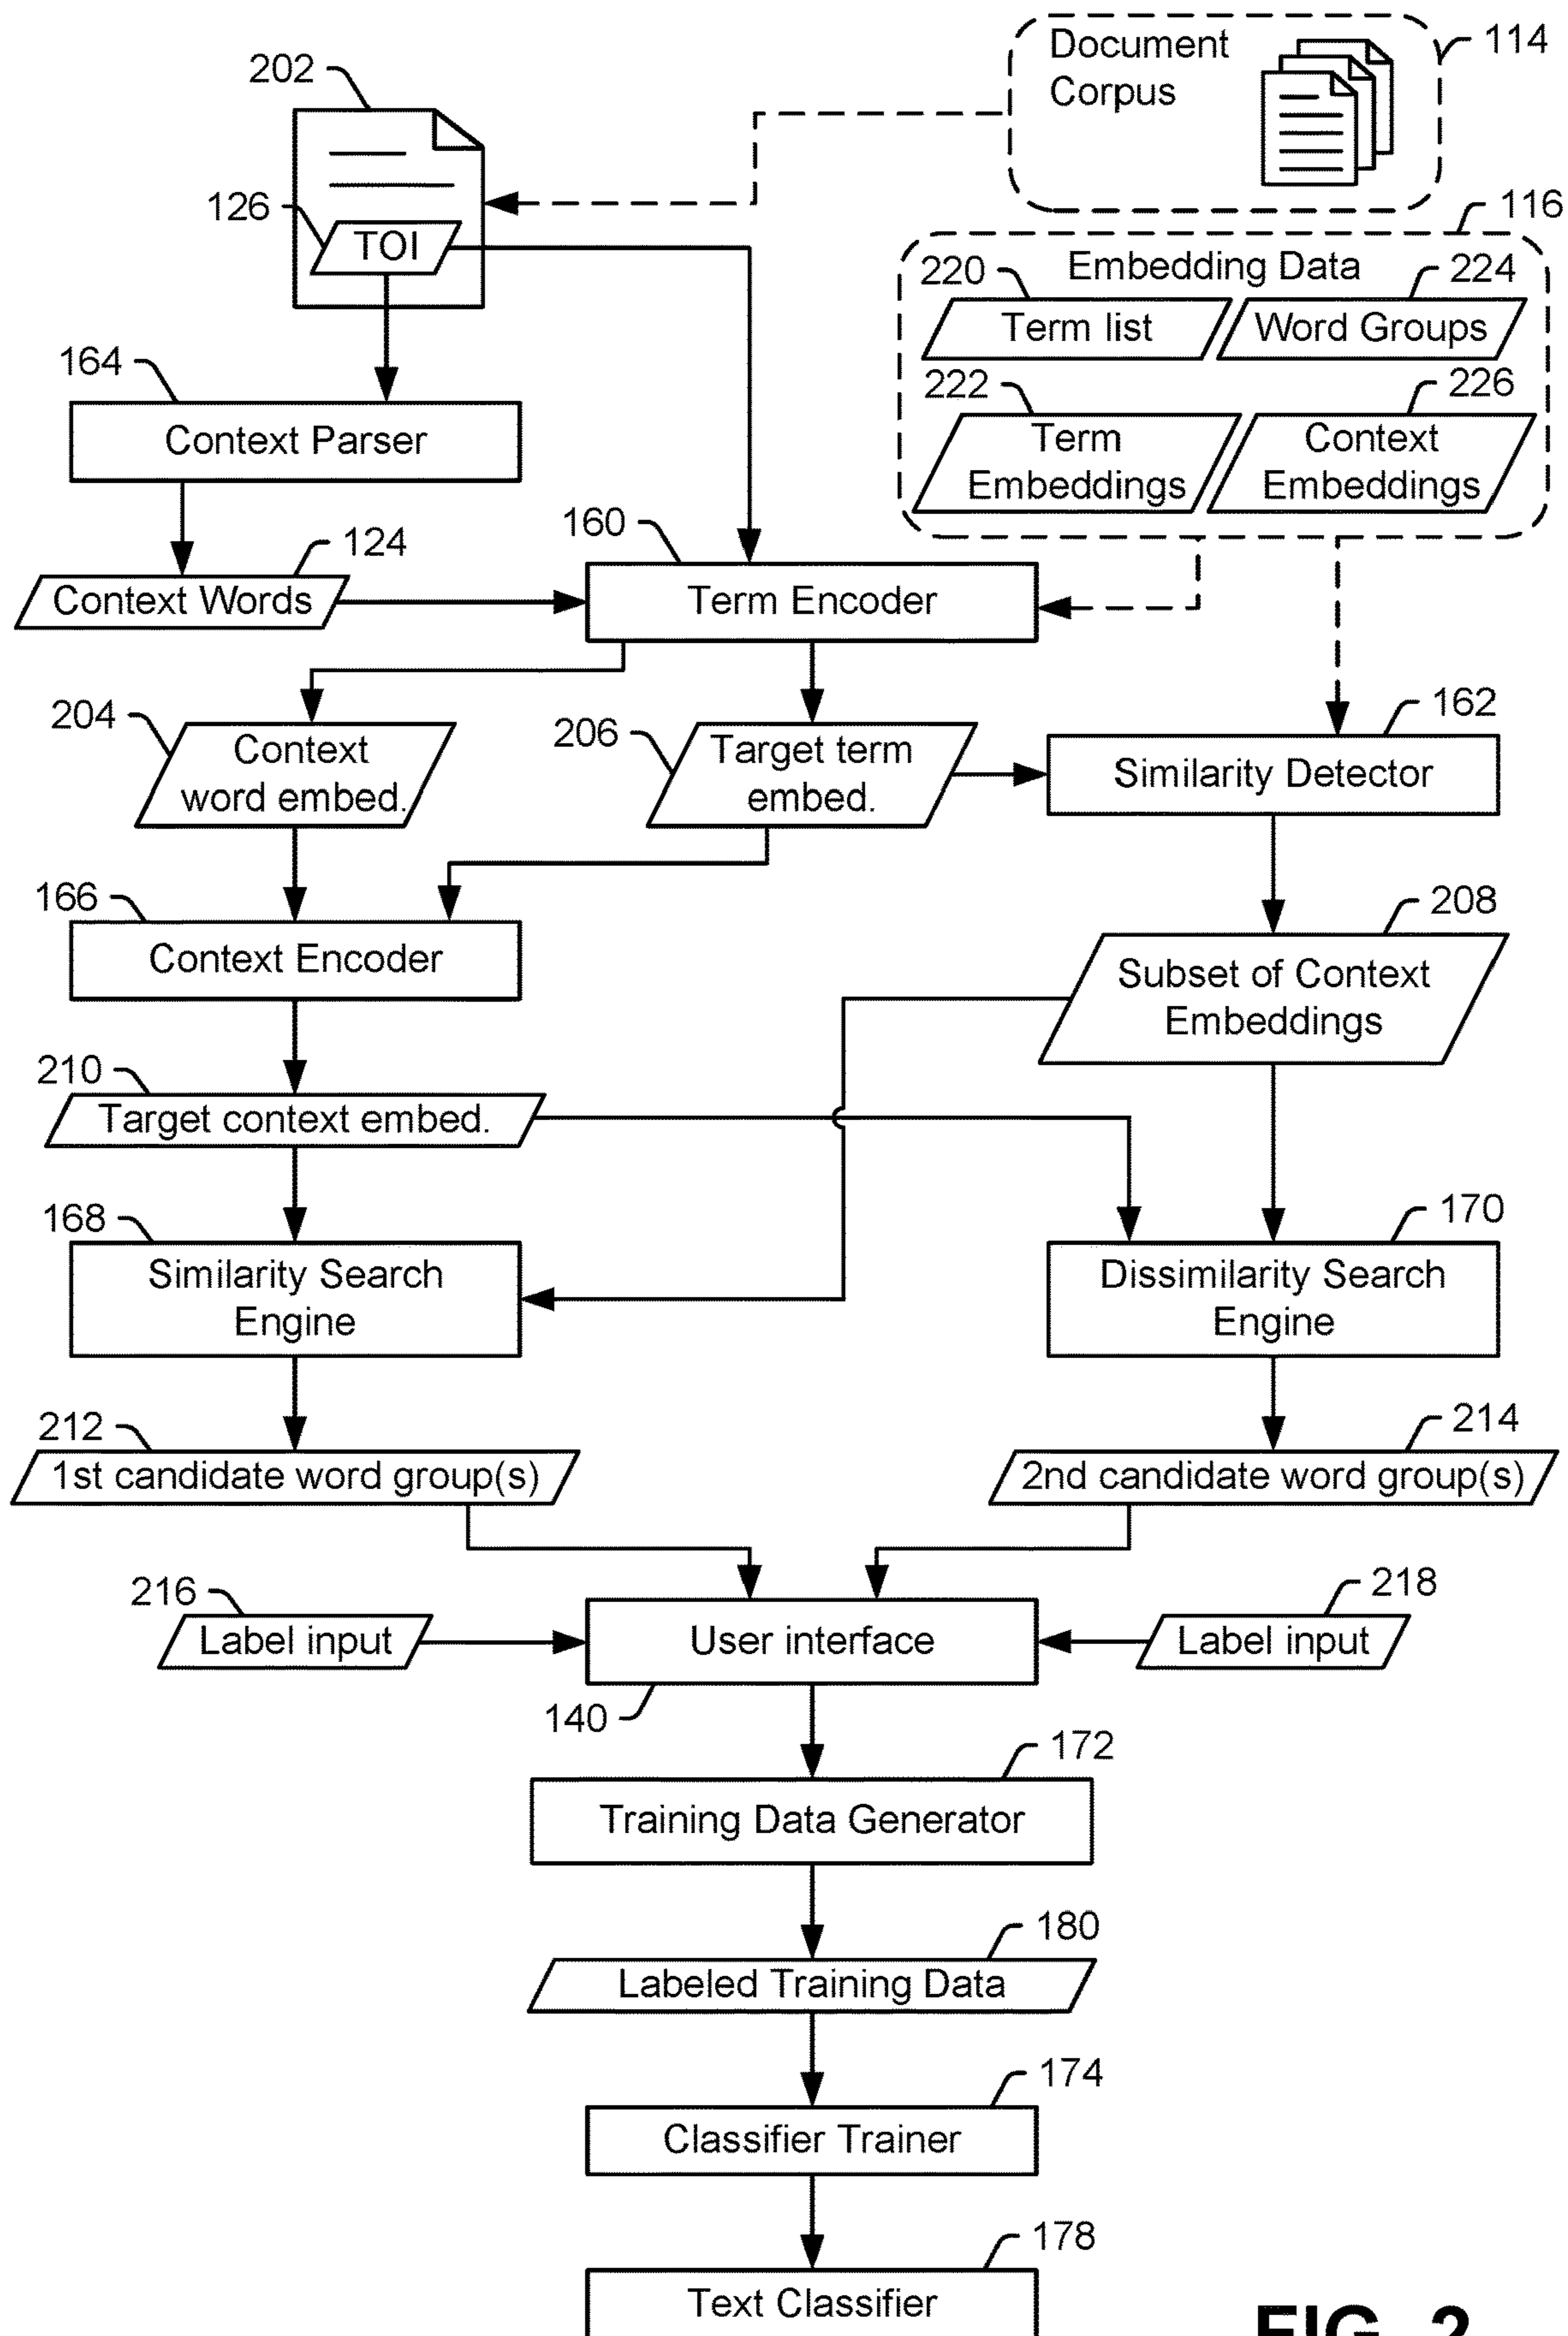 202
Document
Corpus
114
126
TOI
116
Embedding Data
220
224
Term list
Word Groups
164
222
226
Context Parser
Term
Embeddings
Context
Embeddings
124
160
Context Words
Term Encoder
204
206
162
Context
word embed.
Target term
embed.
Similarity Detector
166
208
Context Encoder
Subset of Context
Embeddings
210
Target context embed.
168
170
Similarity Search
Engine
Dissimilarity Search
Engine
212
214
1st candidate word group(s)
2nd candidate word group(s)
216
218
Label input
User interface
Label input
140
172
Training Data Generator
180
Labeled Training Data
174
Classifier Trainer
178
Text Classifier
FIG. 2